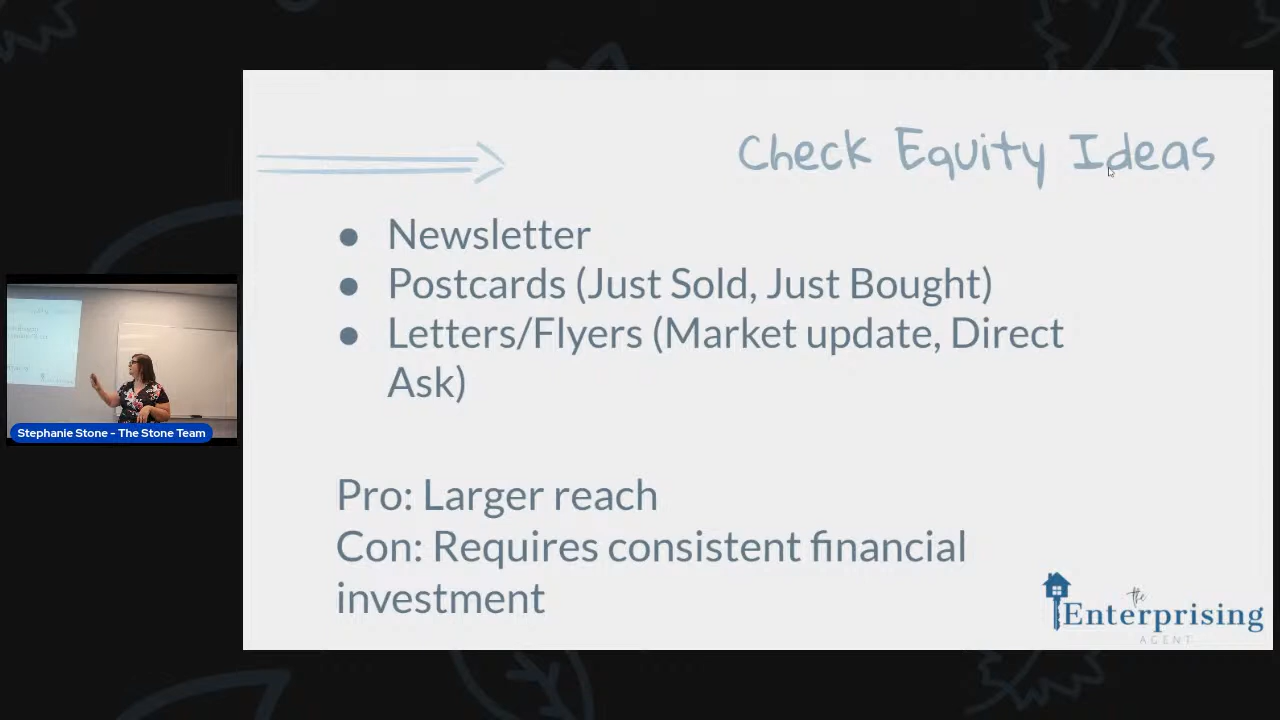 Check Equity Ideas
● Newsletter
● Postcards (Just Sold, Just Bought)
● Letters/Flyers (Market update, Direct
Ask)
Pro: Larger reach
Con: Requires consistent financial
investment
the
Enterprising
AGENT
Stephanie Stone - The Stone Team